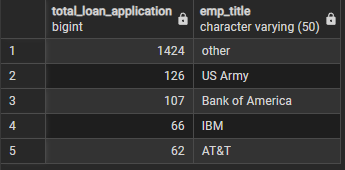 total_loan_application emp_title
bigint character varying (50)
1 1424 other
2 126 US Army
3 107 Bank of America
4 66 IBM
5 62 AT&T